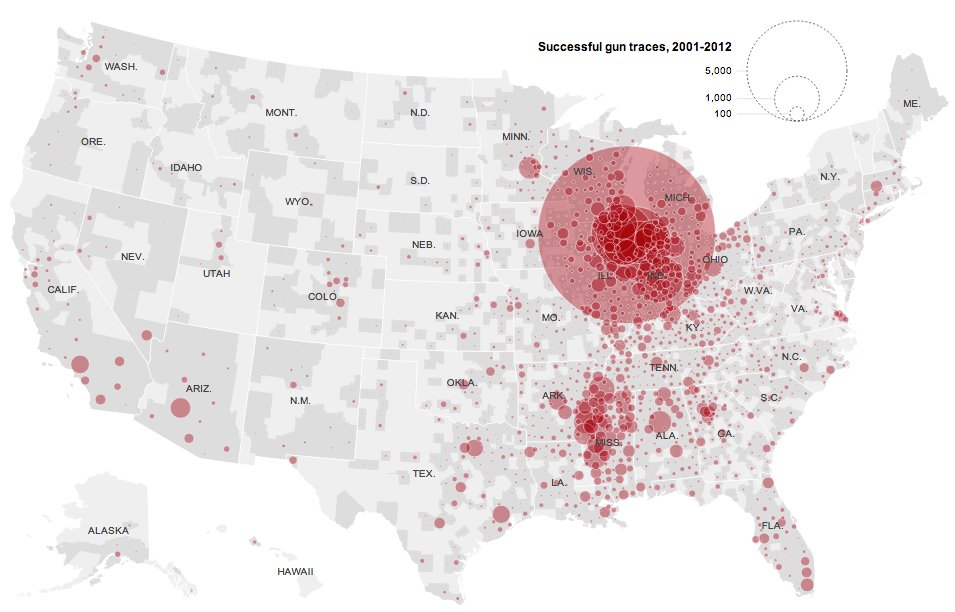 Successful gun traces, 2001-2012
5,000
1,000
100
WASH.
MONT.
N.D.
MINN.
ME.
ORE.
IDAHO
S.D.
WIS.
MICH.
N.Y.
WYO.
IOWA
PA.
NEV.
UTAH
NEB.
ILL.
IND.
OHIO
CALIF.
COLO.
KAN.
MO.
W.VA.
VA.
KY.
ARIZ.
N.M.
OKLA.
ARK.
TENN.
N.C.
S.C.
TEX.
LA.
MISS.
ALA.
GA.
ALASKA
HAWAII
FLA.